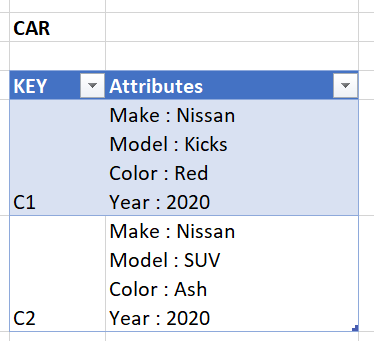 CAR
KEY Attributes
Make : Nissan
Model : Kicks
Color : Red
C1 Year : 2020
Make : Nissan
Model : SUV
Color : Ash
C2 Year : 2020